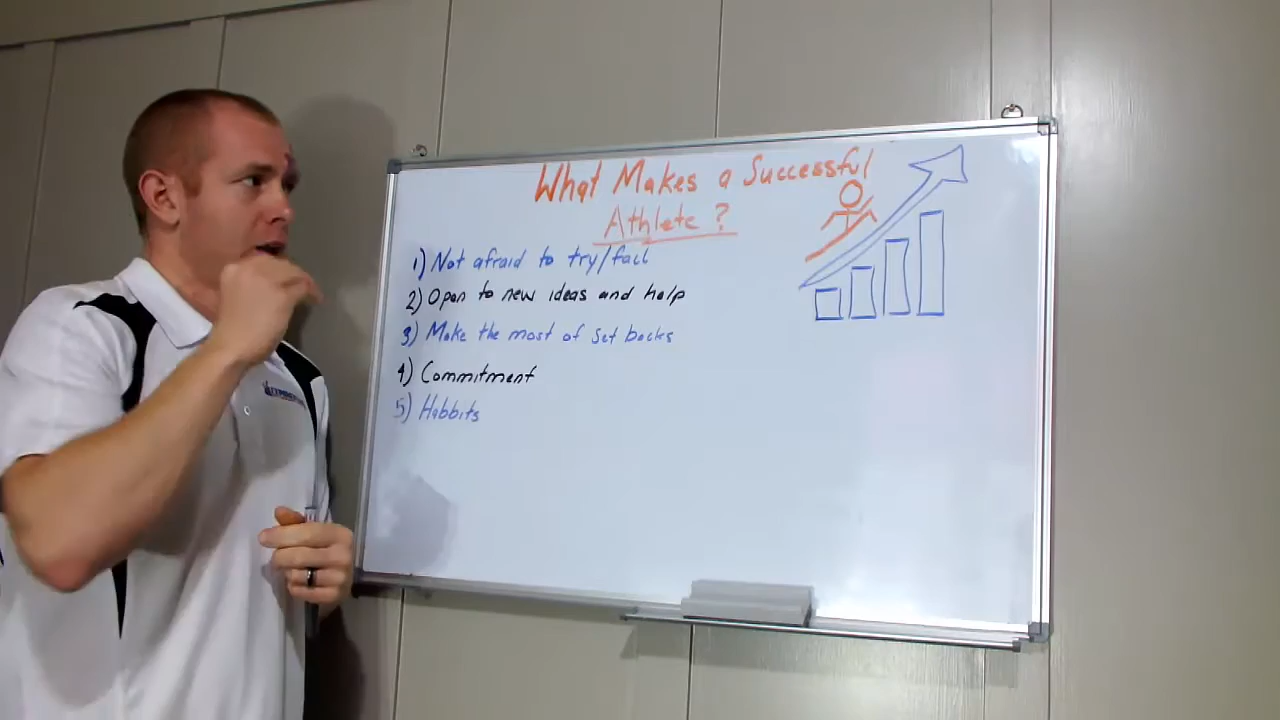 What Makes a Successful
Athlete?
1) Not afraid to try/fail
2) Open to new ideas and help
3) Make the most of set backs
4) Commitment
5) Habbits